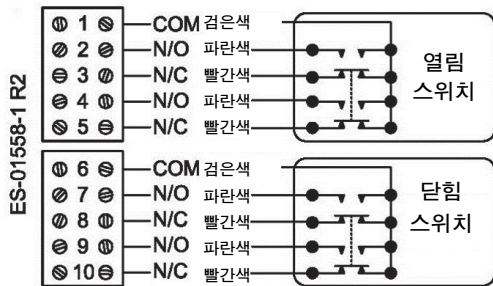 ES-01558-1 R2
1 COM 검은색
2 N/O 파란색
3 N/C 빨간색
4 N/O 파란색
5 N/C 빨간색
열림
스위치
6 COM 검은색
7 N/O 파란색
8 N/C 빨간색
9 N/O 파란색
10 N/C 빨간색
닫힘
스위치